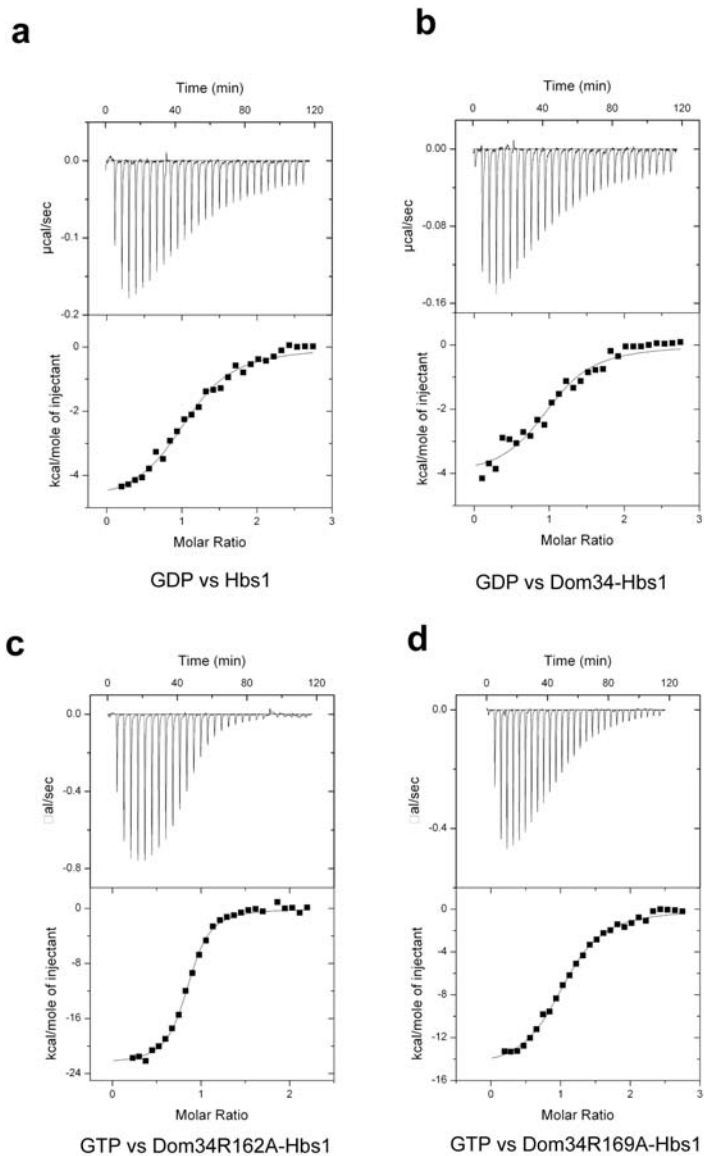 a
Time (min)
0 40 80 120
0.0
-0.1
-0.2
µcal/sec
0
-2
-4
kcal/mole of injectant
0 1 2 3
Molar Ratio
GDP vs Hbs1
b
Time (min)
0 40 80 120
0.00
-0.08
-0.16
µcal/sec
0
-2
-4
kcal/mole of injectant
0 1 2 3
Molar Ratio
GDP vs Dom34-Hbs1
c
Time (min)
0 40 80 120
0.0
-0.4
-0.8
□al/sec
0
-8
-16
-24
kcal/mole of injectant
0 1 2
Molar Ratio
GTP vs Dom34R162A-Hbs1
d
Time (min)
0 40 80 120
0.0
-0.4
□al/sec
0
-4
-8
-12
-16
kcal/mole of injectant
0 1 2 3
Molar Ratio
GTP vs Dom34R169A-Hbs1